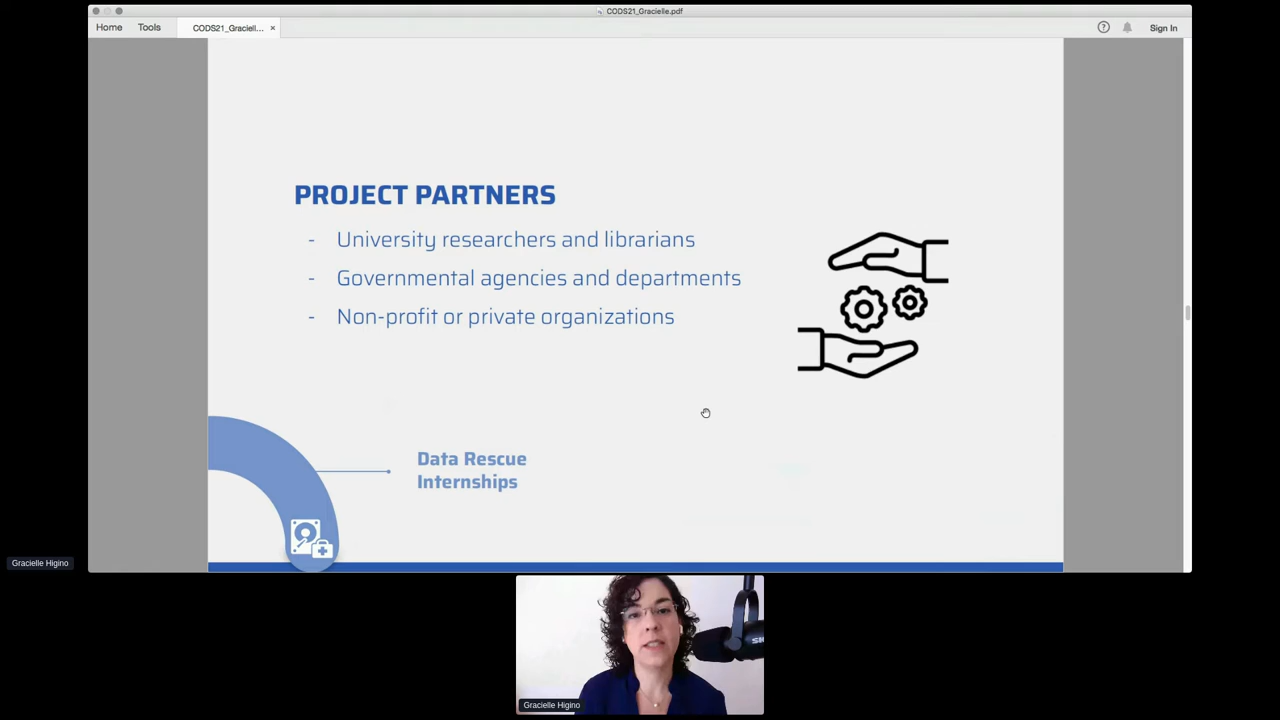 CODS21_Gracielle.pdf
Home Tools CODS21_Graciell... × ? Sign In
PROJECT PARTNERS
- University researchers and librarians
- Governmental agencies and departments
- Non-profit or private organizations
Data Rescue
Internships
Gracielle Higino
Gracielle Higino